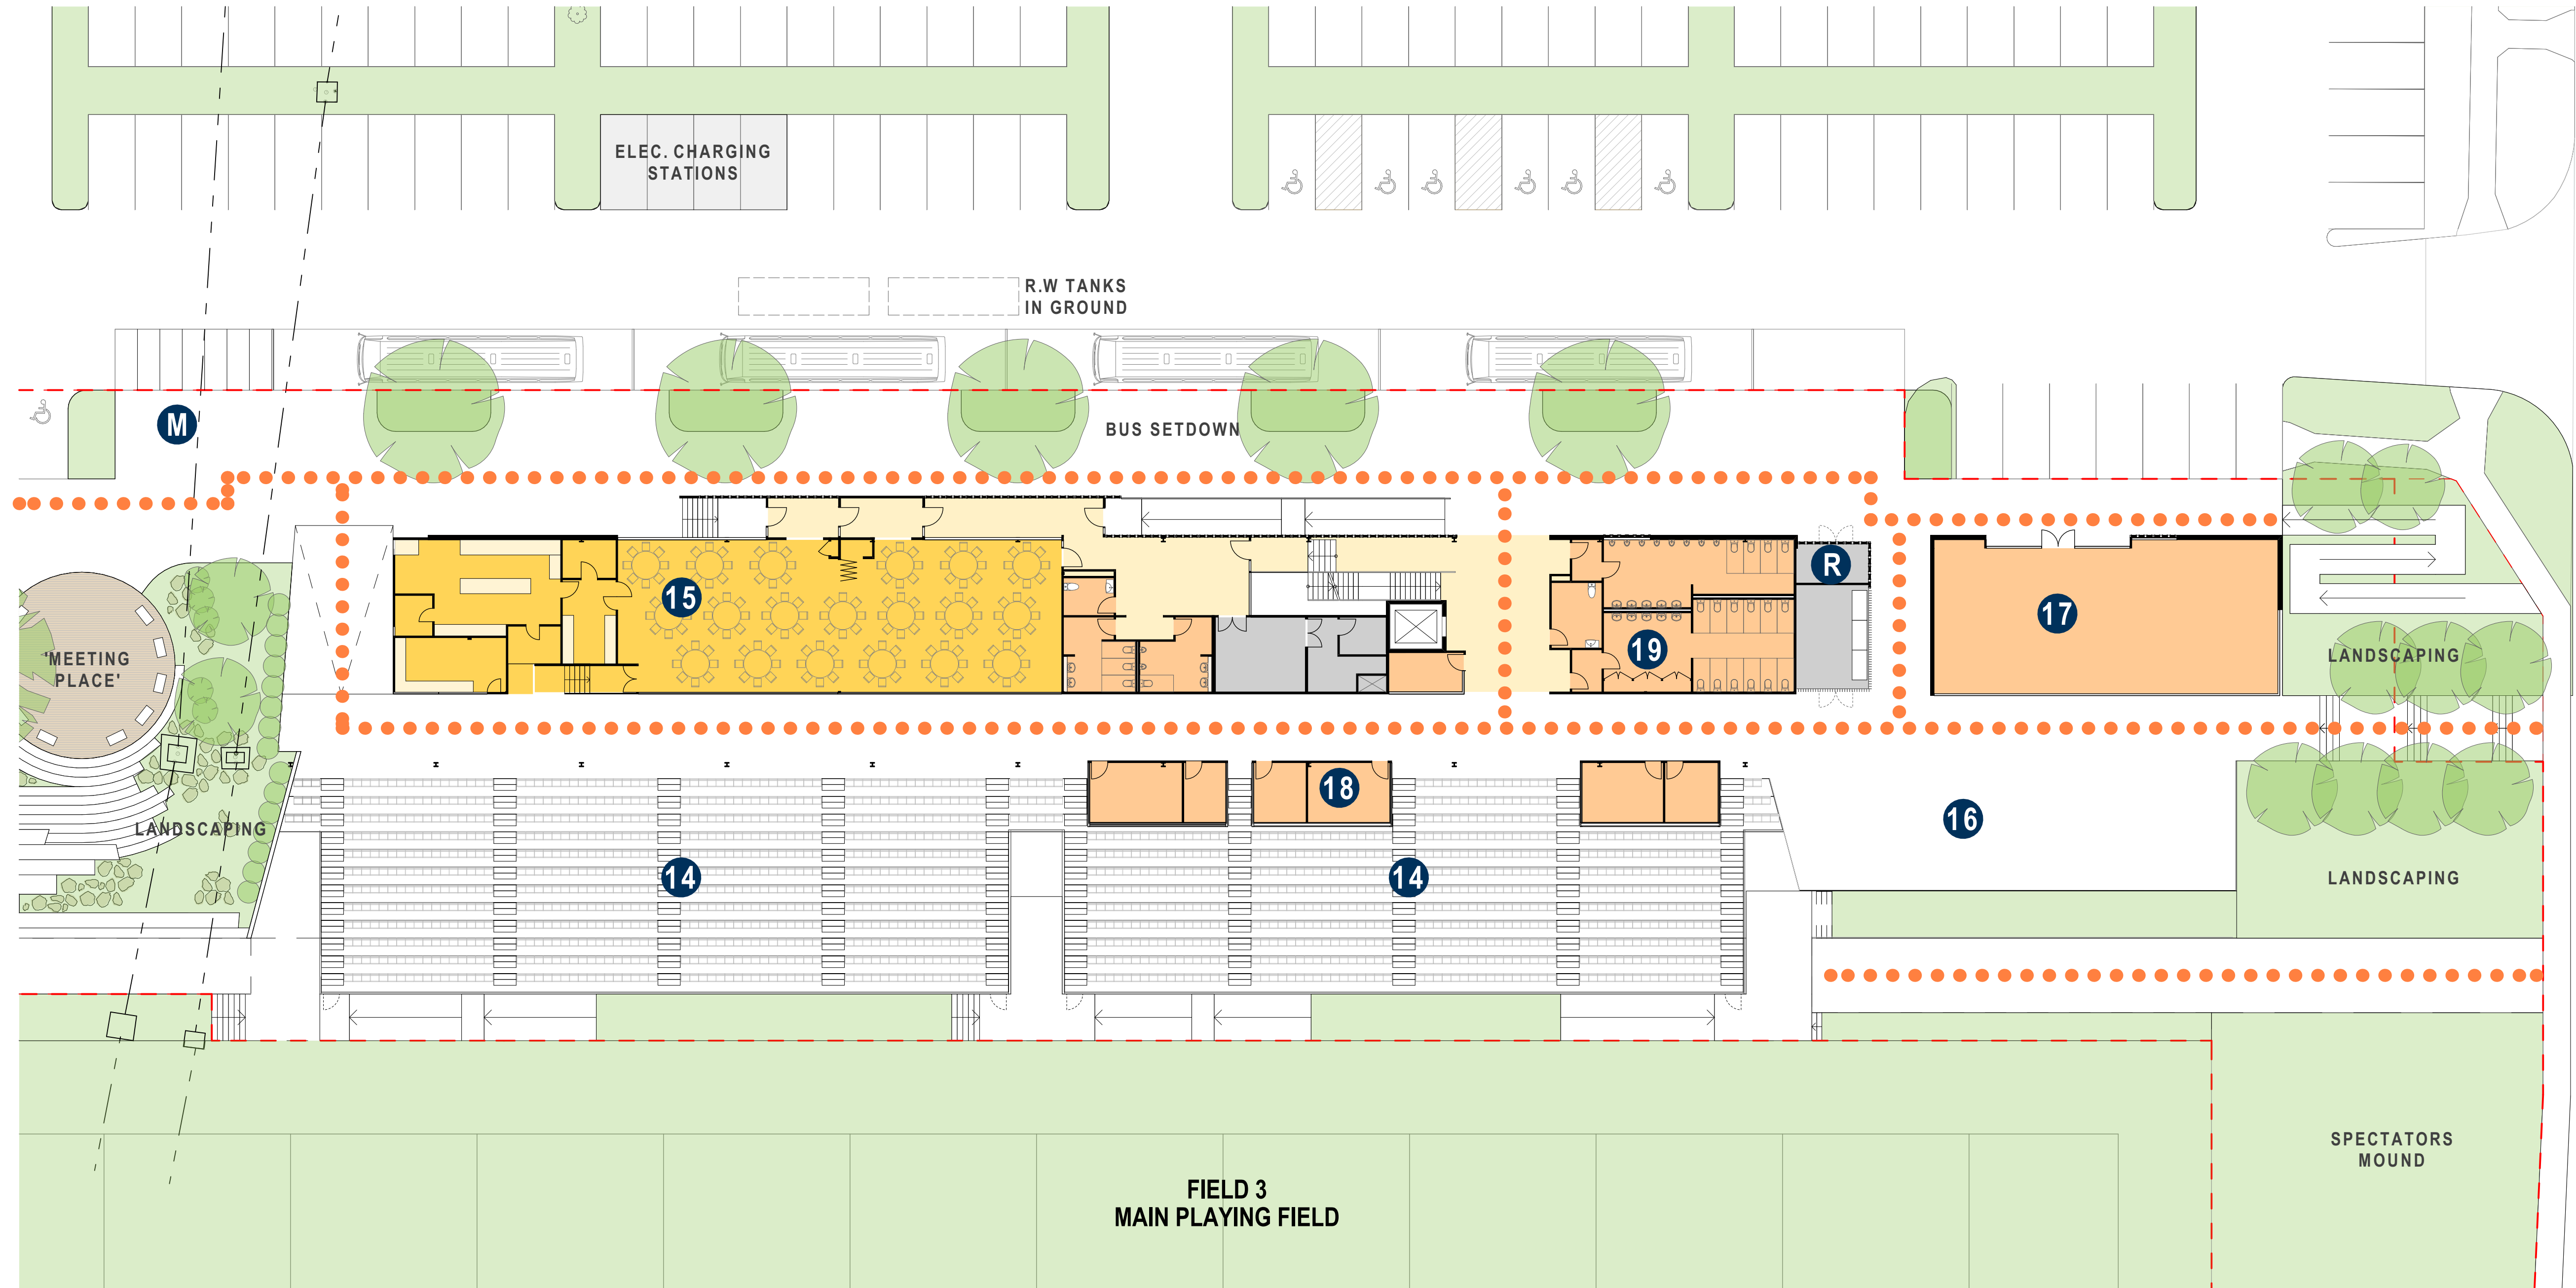 ELEC. CHARGING
STATIONS
R.W TANKS
IN GROUND
M
BUS SETDOWN
R
15
17
19
'MEETING
PLACE'
LANDSCAPING
18
16
LANDSCAPING
14
14
LANDSCAPING
SPECTATORS
MOUND
FIELD 3
MAIN PLAYING FIELD